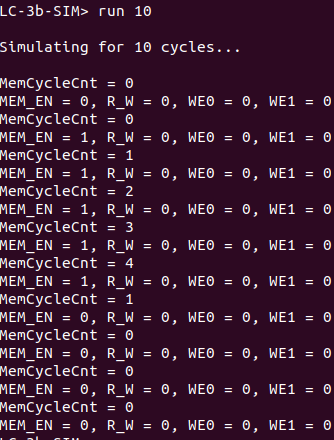 LC-3b-SIM> run 10
Simulating for 10 cycles...
MemCycleCnt = 0
MEM_EN = 0, R_W = 0, WE0 = 0, WE1 = 0
MemCycleCnt = 0
MEM_EN = 1, R_W = 0, WE0 = 0, WE1 = 0
MemCycleCnt = 1
MEM_EN = 1, R_W = 0, WE0 = 0, WE1 = 0
MemCycleCnt = 2
MEM_EN = 1, R_W = 0, WE0 = 0, WE1 = 0
MemCycleCnt = 3
MEM_EN = 1, R_W = 0, WE0 = 0, WE1 = 0
MemCycleCnt = 4
MEM_EN = 1, R_W = 0, WE0 = 0, WE1 = 0
MemCycleCnt = 1
MEM_EN = 0, R_W = 0, WE0 = 0, WE1 = 0
MemCycleCnt = 0
MEM_EN = 0, R_W = 0, WE0 = 0, WE1 = 0
MemCycleCnt = 0
MEM_EN = 0, R_W = 0, WE0 = 0, WE1 = 0
MemCycleCnt = 0
MEM_EN = 0, R_W = 0, WE0 = 0, WE1 = 0